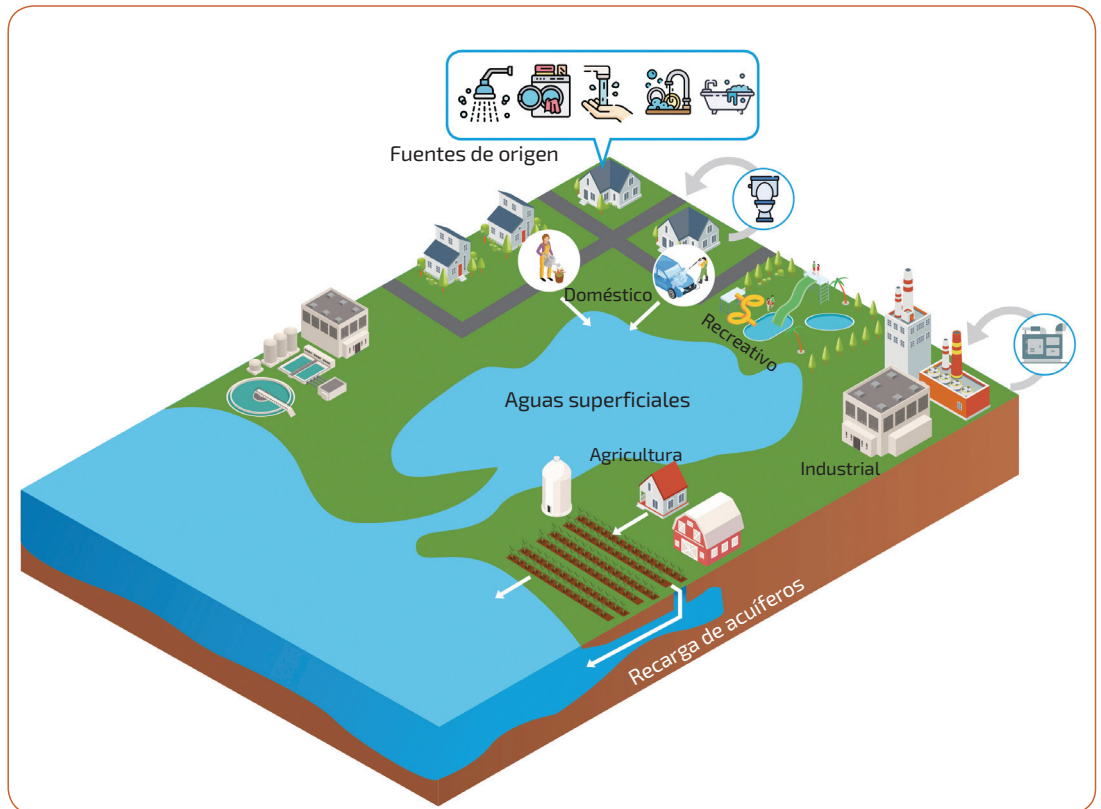 Fuentes de origen
Doméstico
Recreativo
Aguas superficiales
Agricultura
Industrial
Recarga de acuíferos